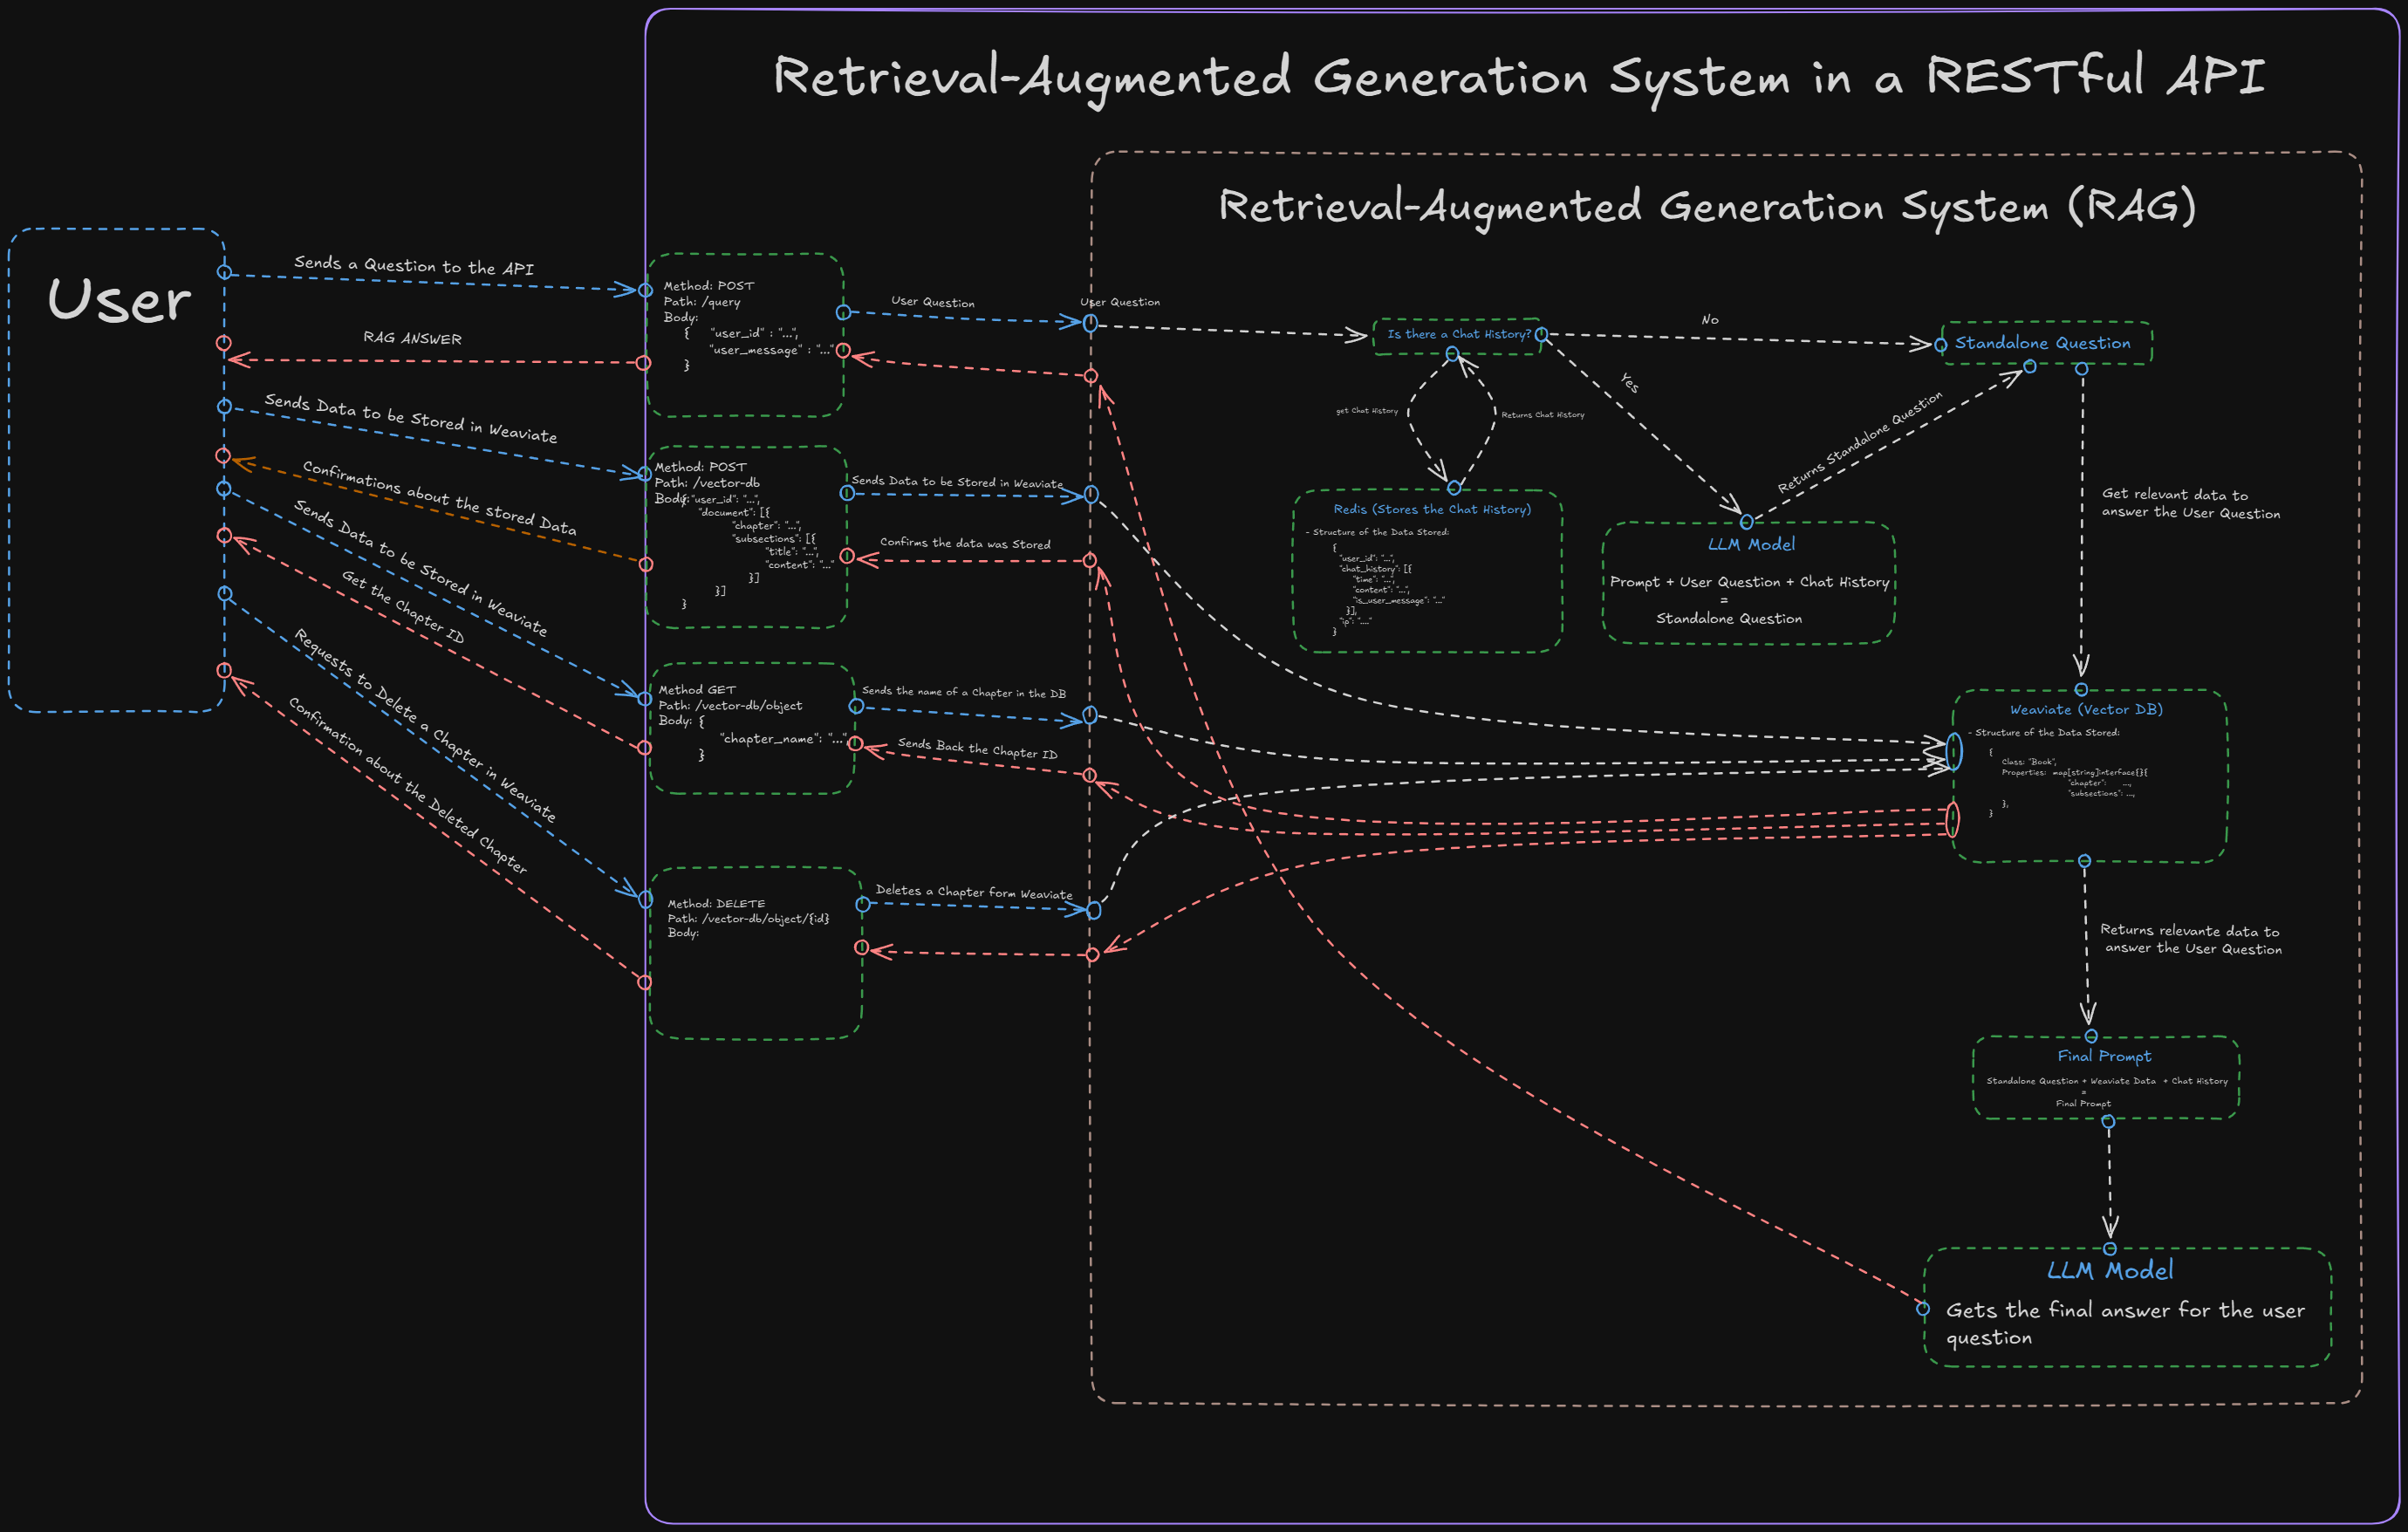 Retrieval-Augmented Generation System in a RESTful API
Retrieval-Augmented Generation System (RAG)
User
Sends a Question to the API
RAG ANSWER
Sends Data to be Stored in Weaviate
Confirmations about the stored Data
Sends Data to be Stored in Weaviate
Get the Chapter ID
Requests to Delete a Chapter in Weaviate
Confirmation about the Deleted Chapter
Method: POST
Path: /query
Body:
{ "user_id" : "...",
"user_message" : "..."
}
User Question
User Question
Method: POST
Path: /vector-db
Body:
{ "user_id": "...",
"document": [{
"chapter": "...",
"subsections": [{
"title": "...",
"content": "..."
}]
}]
}
Sends Data to be Stored in Weaviate
Confirms the data was Stored
Method GET
Path: /vector-db/object
Body: {
"chapter_name": "...",
}
Sends the name of a Chapter in the DB
Sends Back the Chapter ID
Method: DELETE
Path: /vector-db/object/{id}
Body:
Deletes a Chapter form Weaviate
Is there a Chat History?
No
Yes
get Chat History
Returns Chat History
Redis (Stores the Chat History)
- Structure of the Data Stored:
{
"user_id": "...",
"chat_history": [{
"time": "...",
"content": "...",
"is_user_message": "..."
}],
"ip": "...."
}
LLM Model
Prompt + User Question + Chat History
=
Standalone Question
Returns Standalone Question
Standalone Question
Get relevant data to
answer the User Question
Weaviate (Vector DB)
- Structure of the Data Stored:
{
Class: "Book",
Properties: map[string]interface{}{
"chapter": ...,
"subsections": ...,
},
}
Returns relevante data to
answer the User Question
Final Prompt
Standalone Question + Weaviate Data + Chat History
=
Final Prompt
LLM Model
Gets the final answer for the user
question